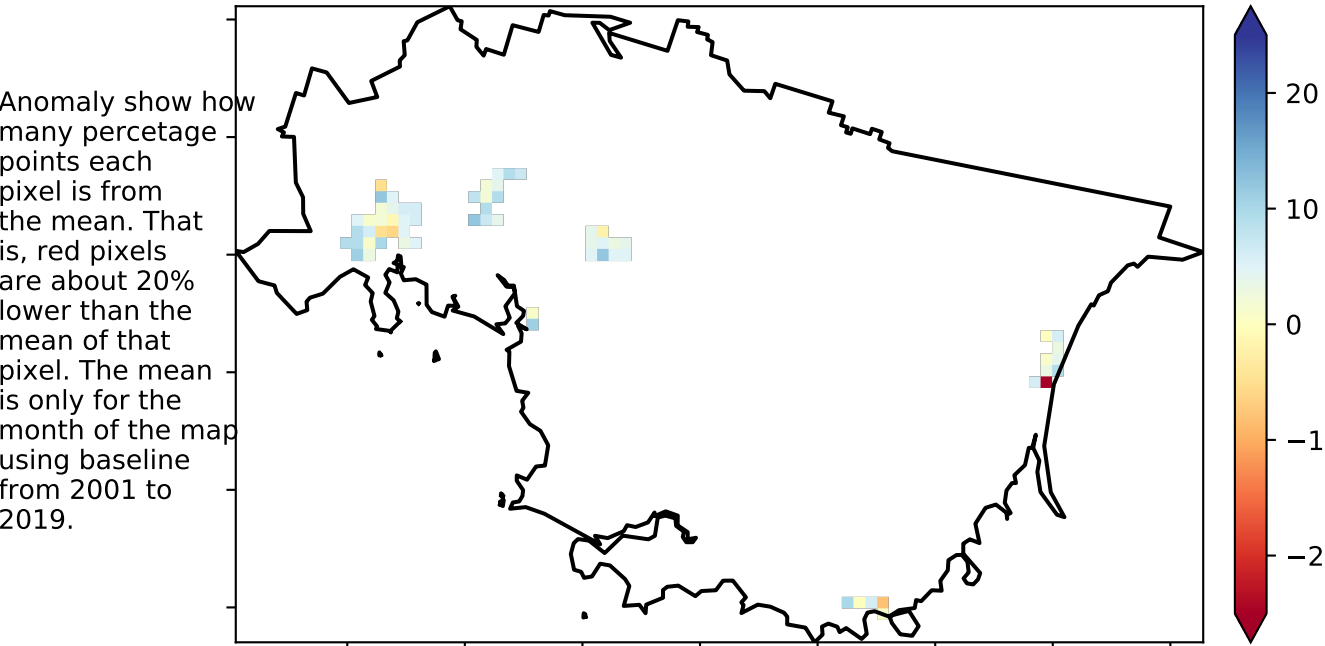 Anomaly show how
many percetage
points each
pixel is from
the mean. That
is, red pixels
are about 20%
lower than the
mean of that
pixel. The mean
is only for the
month of the map
using baseline
from 2001 to
2019.
20
10
0
−1
−2